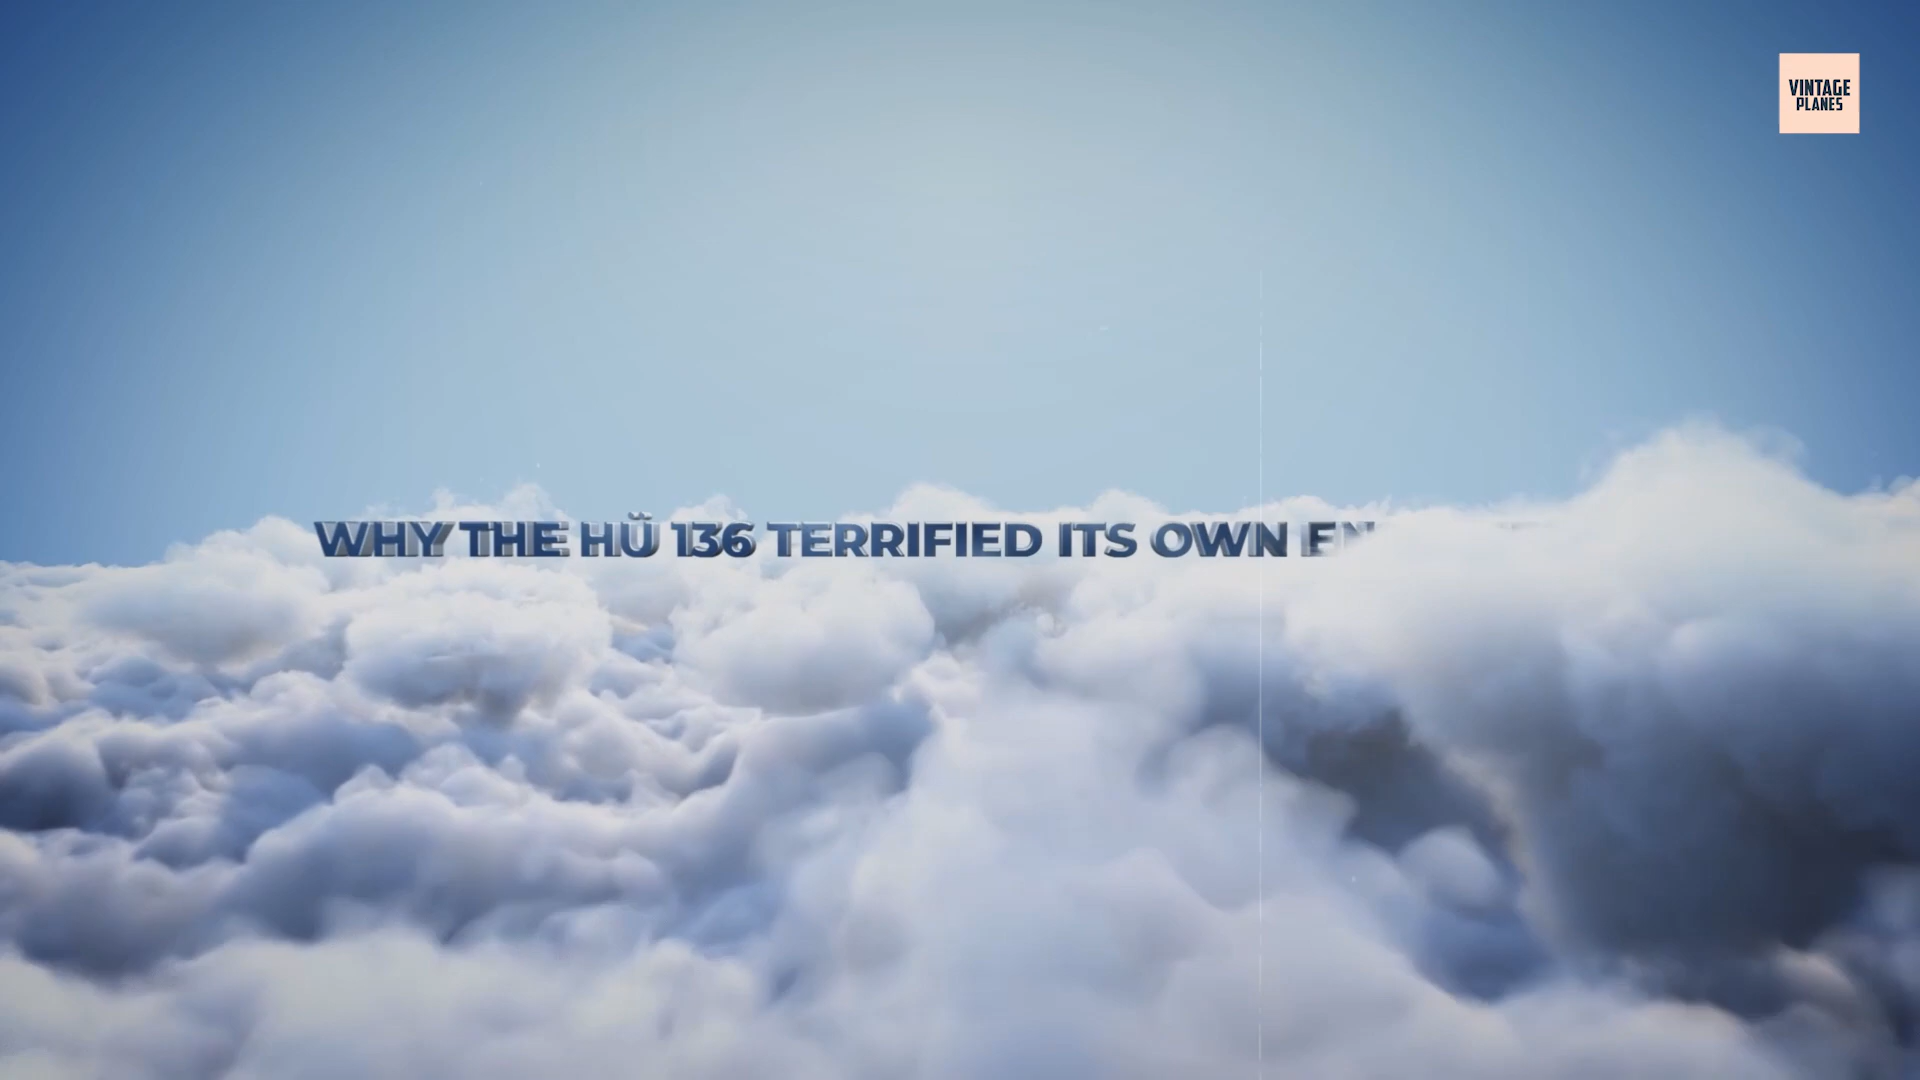 VINTAGE
PLANES
WHY THE HÜ 136 TERRIFIED ITS OWN